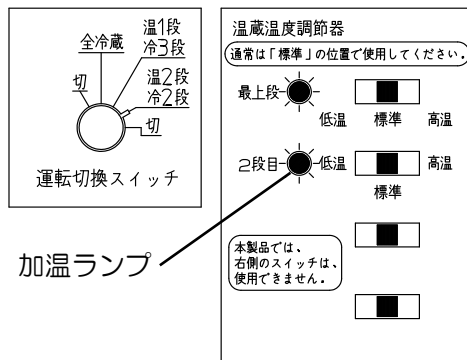 全冷蔵
温1段
冷3段
切
温2段
冷2段
切
運転切換スイッチ
加温ランプ
温蔵温度調節器
通常は「標準」の位置で使用してください。
最上段
低温 標準 高温
2段目
低温 高温
標準
本製品では、
右側のスイッチは、
使用できません。